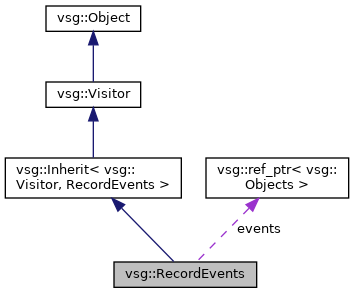 vsg::Object
vsg::Visitor
vsg::Inherit< vsg::
Visitor, RecordEvents >
vsg::ref_ptr< vsg::
Objects >
events
vsg::RecordEvents